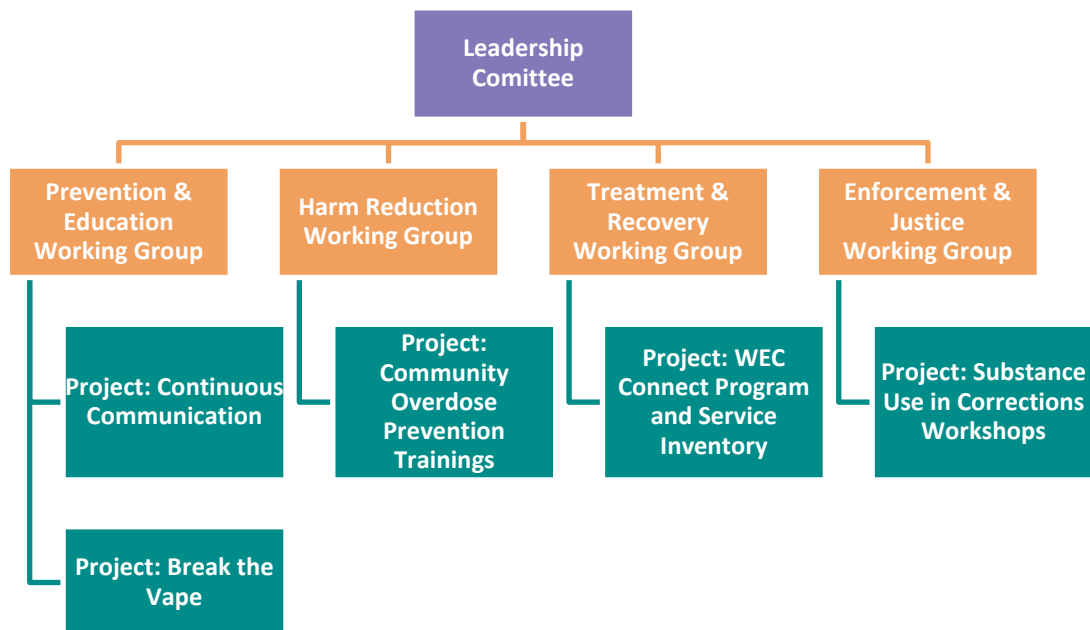 Leadership
Comittee
Prevention &
Education
Working Group
Harm Reduction
Working Group
Treatment &
Recovery
Working Group
Enforcement &
Justice
Working Group
Project: Continuous
Communication
Project:
Community
Overdose
Prevention
Trainings
Project: WEC
Connect Program
and Service
Inventory
Project: Substance
Use in Corrections
Workshops
Project: Break the
Vape